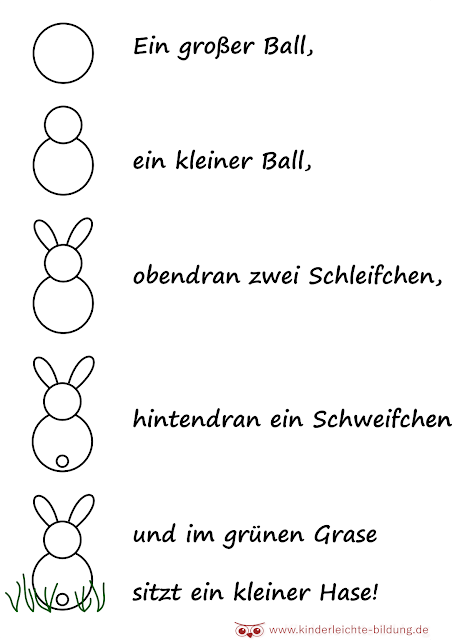 Ein großer Ball,
ein kleiner Ball,
obendran zwei Schleifchen,
hintendran ein Schweifchen
und im grünen Grase
sitzt ein kleiner Hase!
www.kinderleichte-bildung.de